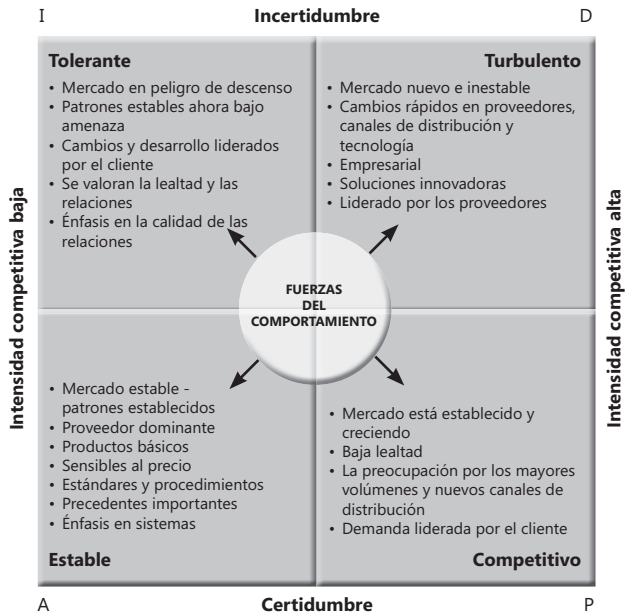 I
Incertidumbre
D
Tolerante
• Mercado en peligro de descenso
• Patrones estables ahora bajo
amenaza
• Cambios y desarrollo liderados
por el cliente
• Se valoran la lealtad y las
relaciones
• Énfasis en la calidad de las
relaciones
Turbulento
• Mercado nuevo e inestable
• Cambios rápidos en proveedores,
canales de distribución y
tecnología
• Empresarial
• Soluciones innovadoras
• Liderado por los proveedores
Intensidad competitiva baja
FUERZAS
DEL
COMPORTAMIENTO
Intensidad competitiva alta
• Mercado estable -
patrones establecidos
• Proveedor dominante
• Productos básicos
• Sensibles al precio
• Estándares y procedimientos
• Precedentes importantes
• Énfasis en sistemas
Estable
• Mercado está establecido y
creciendo
• Baja lealtad
• La preocupación por los mayores
volúmenes y nuevos canales de
distribución
• Demanda liderada por el cliente
Competitivo
A
Certidumbre
P